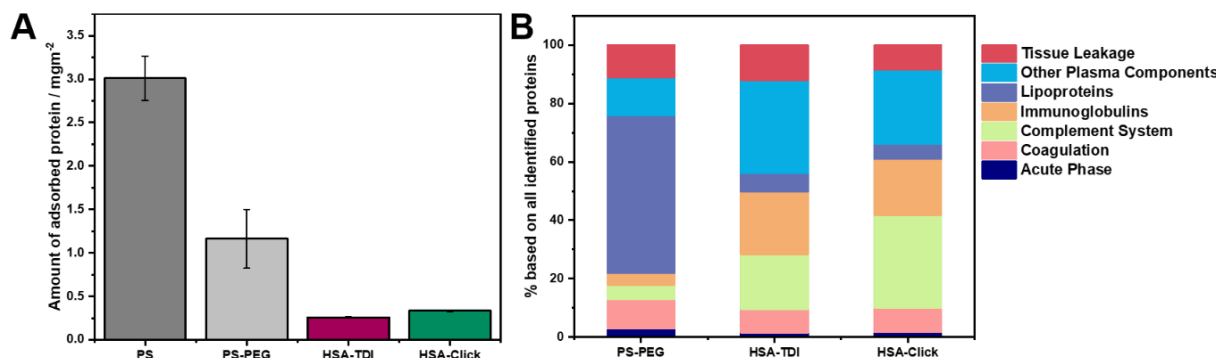 A
Amount of adsorbed protein / mgm-2
3.5
3.0
2.5
2.0
1.5
1.0
0.5
0.0
PS
PS-PEG
HSA-TDI
HSA-Click
B
% based on all identified proteins
100
80
60
40
20
0
PS-PEG
HSA-TDI
HSA-Click
Tissue Leakage
Other Plasma Components
Lipoproteins
Immunoglobulins
Complement System
Coagulation
Acute Phase